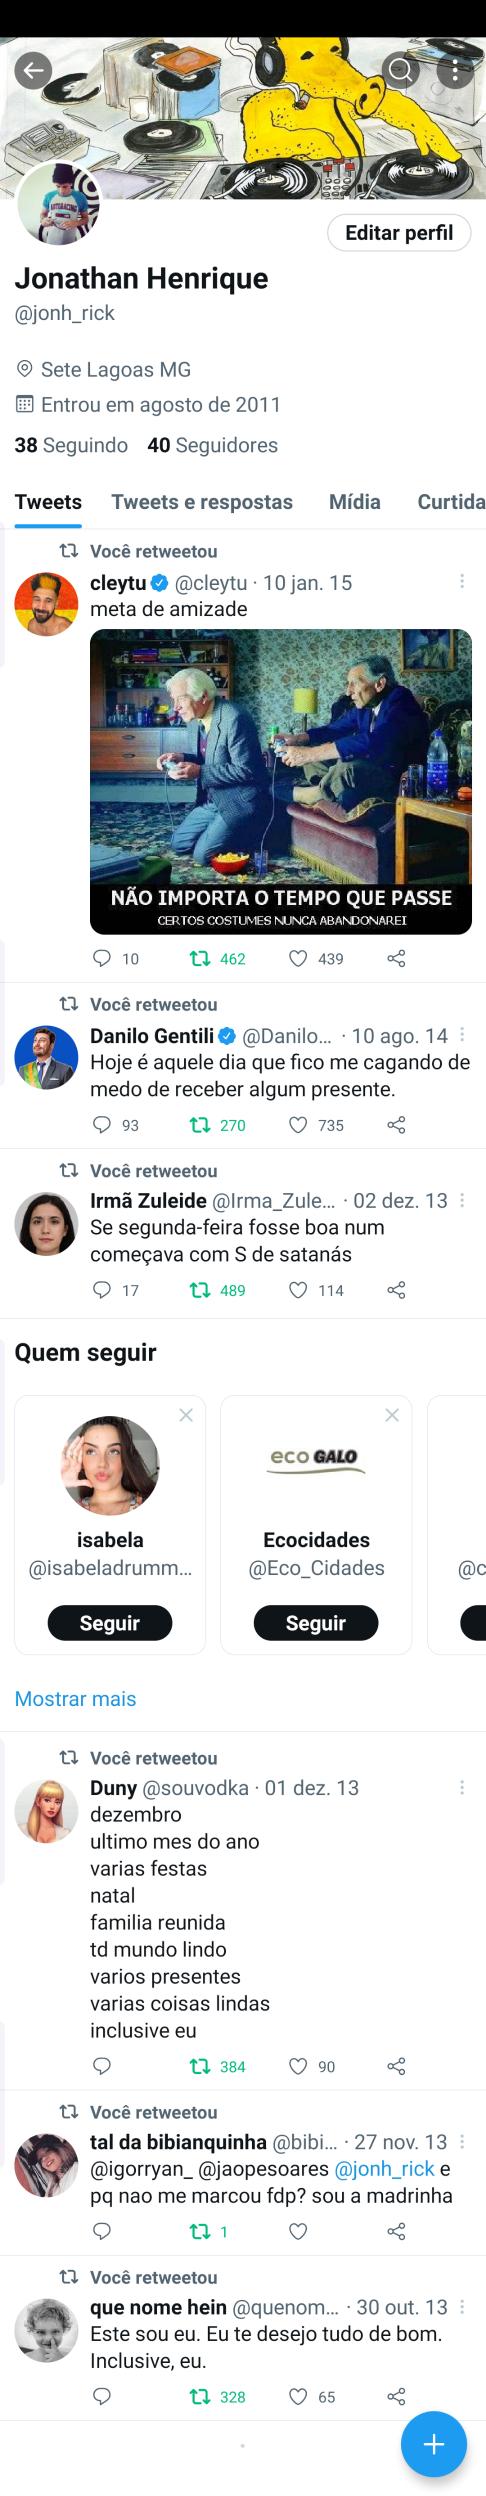 Editar perfil
Jonathan Henrique
@jonh_rick
Sete Lagoas MG
Entrou em agosto de 2011
38 Seguindo 40 Seguidores
Tweets Tweets e respostas Mídia Curtida
Você retweetou
cleytu @cleytu · 10 jan. 15
meta de amizade
NÃO IMPORTA O TEMPO QUE PASSE
CERTOS COSTUMES NUNCA ABANDONAREI
10 462 439
Você retweetou
Danilo Gentili @Danilo... · 10 ago. 14
Hoje é aquele dia que fico me cagando de
medo de receber algum presente.
93 270 735
Você retweetou
Irmã Zuleide @Irma_Zule... · 02 dez. 13
Se segunda-feira fosse boa num
começava com S de satanás
17 489 114
Quem seguir
isabela
@isabeladrumm...
Seguir
eco GALO
Ecocidades
@Eco_Cidades
Seguir
@c
Mostrar mais
Você retweetou
Duny @souvodka · 01 dez. 13
dezembro
ultimo mes do ano
varias festas
natal
familia reunida
td mundo lindo
varios presentes
varias coisas lindas
inclusive eu
384 90
Você retweetou
tal da bibianquinha @bibi... · 27 nov. 13
@igorryan_ @jaopesoares @jonh_rick e
pq nao me marcou fdp? sou a madrinha
1
Você retweetou
que nome hein @quenom... · 30 out. 13
Este sou eu. Eu te desejo tudo de bom.
Inclusive, eu.
328 65